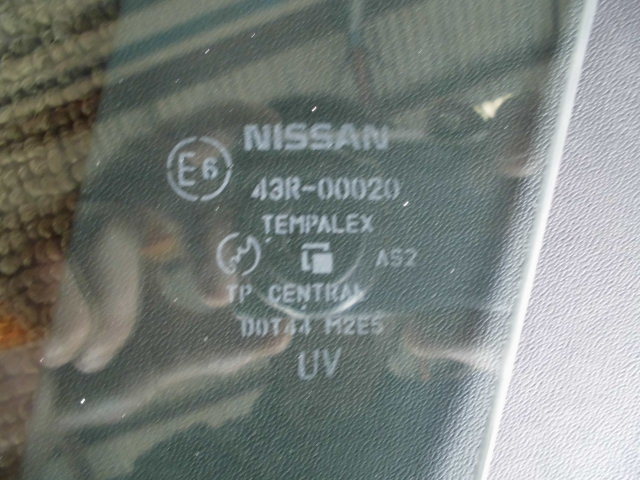 NISSAN
E6
43R-00020
TEMPALEX
AS2
TP CENTRAL
DOT44 M2E5
UV